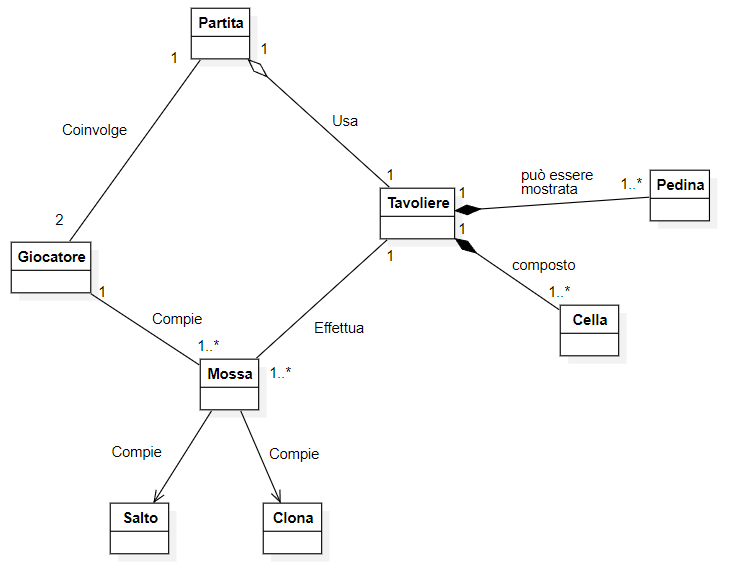 Partita
1
1
Coinvolge
Usa
1
2
Tavoliere
1
può essere
mostrata
1..*
Pedina
1
composto
1..*
Cella
Giocatore
1
Compie
1..*
1
Effettua
1..*
Mossa
Compie
Compie
Salto
Clona